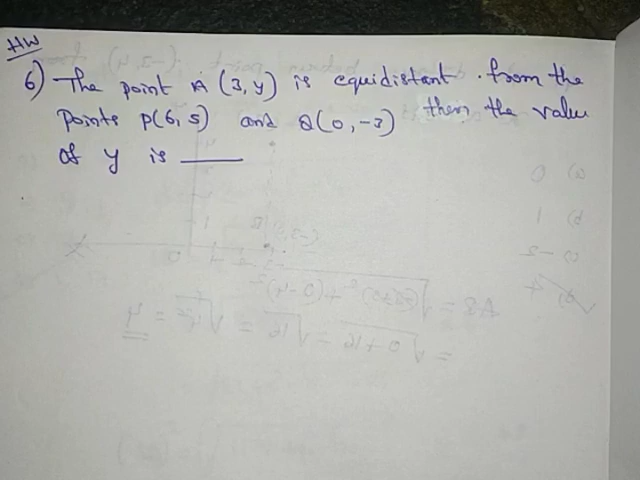 HW
6) The point A (3, y) is equidistant from the
points P(6, 5) and Q(0, -3) then the value
of y is ____